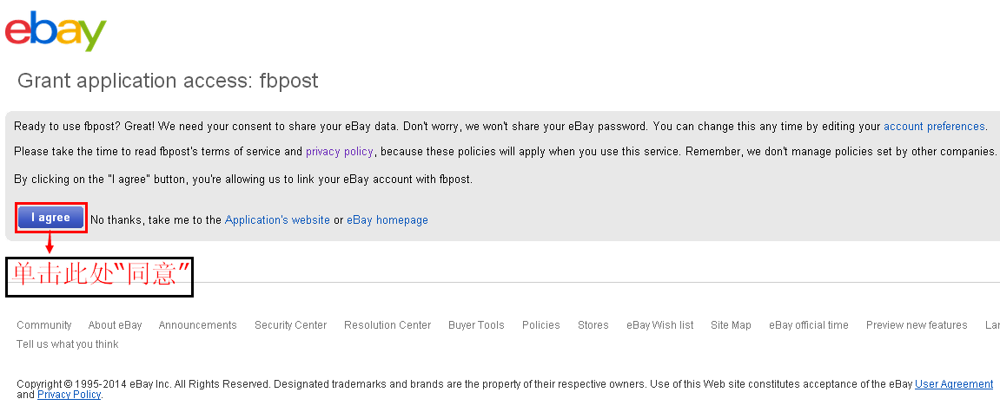 ebay
Grant application access: fbpost
Ready to use fbpost? Great! We need your consent to share your eBay data. Don't worry, we won't share your eBay password. You can change this any time by editing your account preferences.
Please take the time to read fbpost's terms of service and privacy policy, because these policies will apply when you use this service. Remember, we don't manage policies set by other companies.
By clicking on the "I agree" button, you're allowing us to link your eBay account with fbpost.
I agree No thanks, take me to the Application's website or eBay homepage
单击此处“同意”
Community About eBay Announcements Security Center Resolution Center Buyer Tools Policies Stores eBay Wish list Site Map eBay official time Preview new features
Tell us what you think
Copyright © 1995-2014 eBay Inc. All Rights Reserved. Designated trademarks and brands are the property of their respective owners. Use of this Web site constitutes acceptance of the eBay User Agreement
and Privacy Policy.